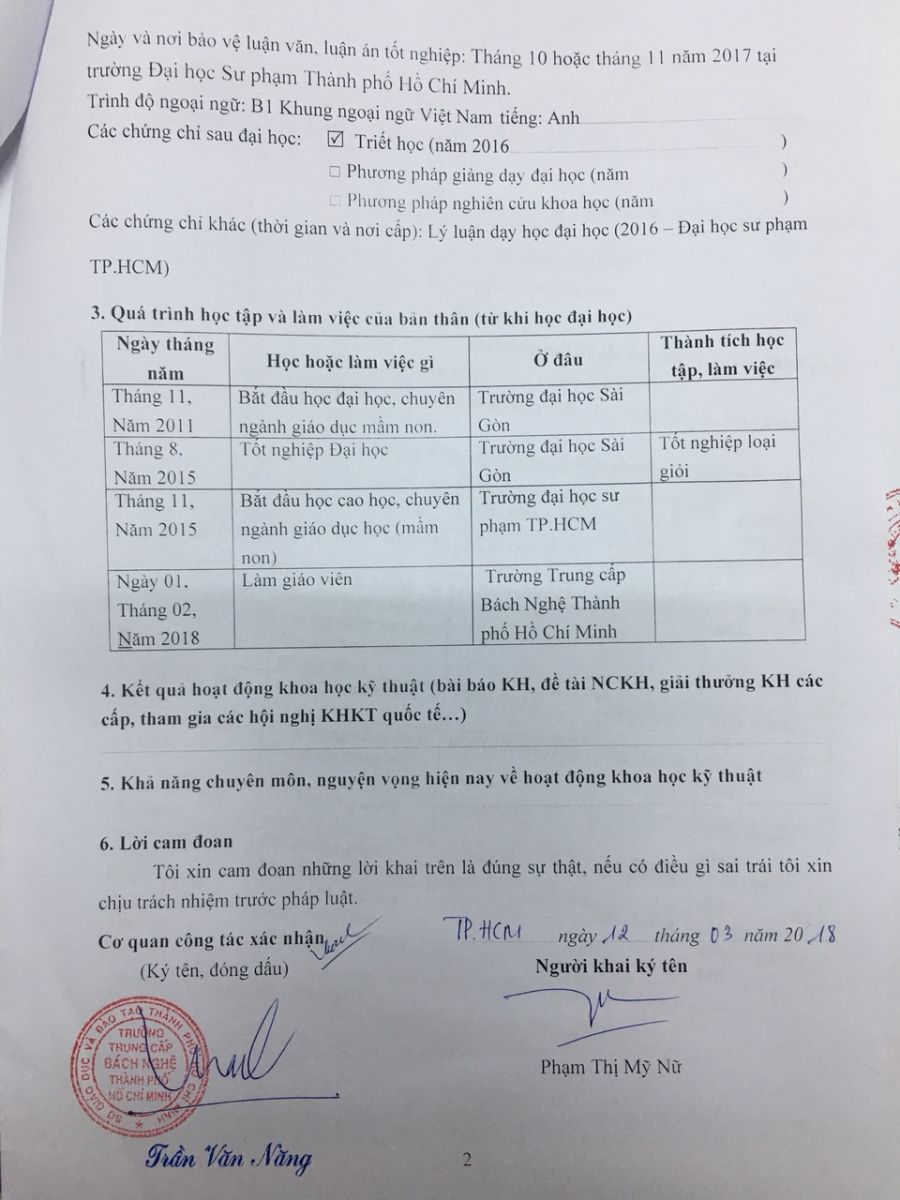 Ngày và nơi bảo vệ luận văn, luận án tốt nghiệp: Tháng 10 hoặc tháng 11 năm 2017 tại
trường Đại học Sư phạm Thành phố Hồ Chí Minh.
Trình độ ngoại ngữ: B1 Khung ngoại ngữ Việt Nam tiếng: Anh
Các chứng chỉ sau đại học: ☑ Triết học (năm 2016 )
□ Phương pháp giảng dạy đại học (năm )
□ Phương pháp nghiên cứu khoa học (năm )
Các chứng chỉ khác (thời gian và nơi cấp): Lý luận dạy học đại học (2016 – Đại học sư phạm
TP.HCM)
3. Quá trình học tập và làm việc của bản thân (từ khi học đại học)
Ngày tháng
năm
Học hoặc làm việc gì
Ở đâu
Thành tích học
tập, làm việc
Tháng 11,
Năm 2011
Bắt đầu học đại học, chuyên
ngành giáo dục mầm non.
Trường đại học Sài
Gòn
Tháng 8,
Năm 2015
Tốt nghiệp Đại học
Trường đại học Sài
Gòn
Tốt nghiệp loại
giỏi
Tháng 11,
Năm 2015
Bắt đầu học cao học, chuyên
ngành giáo dục học (mầm
non)
Trường đại học sư
phạm TP.HCM
Ngày 01,
Tháng 02,
Năm 2018
Làm giáo viên
Trường Trung cấp
Bách Nghệ Thành
phố Hồ Chí Minh
4. Kết quả hoạt động khoa học kỹ thuật (bài báo KH, đề tài NCKH, giải thưởng KH các
cấp, tham gia các hội nghị KHKT quốc tế…)
5. Khả năng chuyên môn, nguyện vọng hiện nay về hoạt động khoa học kỹ thuật
6. Lời cam đoan
Tôi xin cam đoan những lời khai trên là đúng sự thật, nếu có điều gì sai trái tôi xin
chịu trách nhiệm trước pháp luật.
TP.HCM ngày 12 tháng 03 năm 2018
Cơ quan công tác xác nhận
(Ký tên, đóng dấu)
Người khai ký tên
SỞ GIÁO DỤC VÀ ĐÀO TẠO THÀNH PHỐ HỒ CHÍ MINH
TRƯỜNG
TRUNG CẤP
BÁCH NGHỆ
THÀNH PHỐ
HỒ CHÍ MINH
Phạm Thị Mỹ Nữ
Trần Văn Năng
2